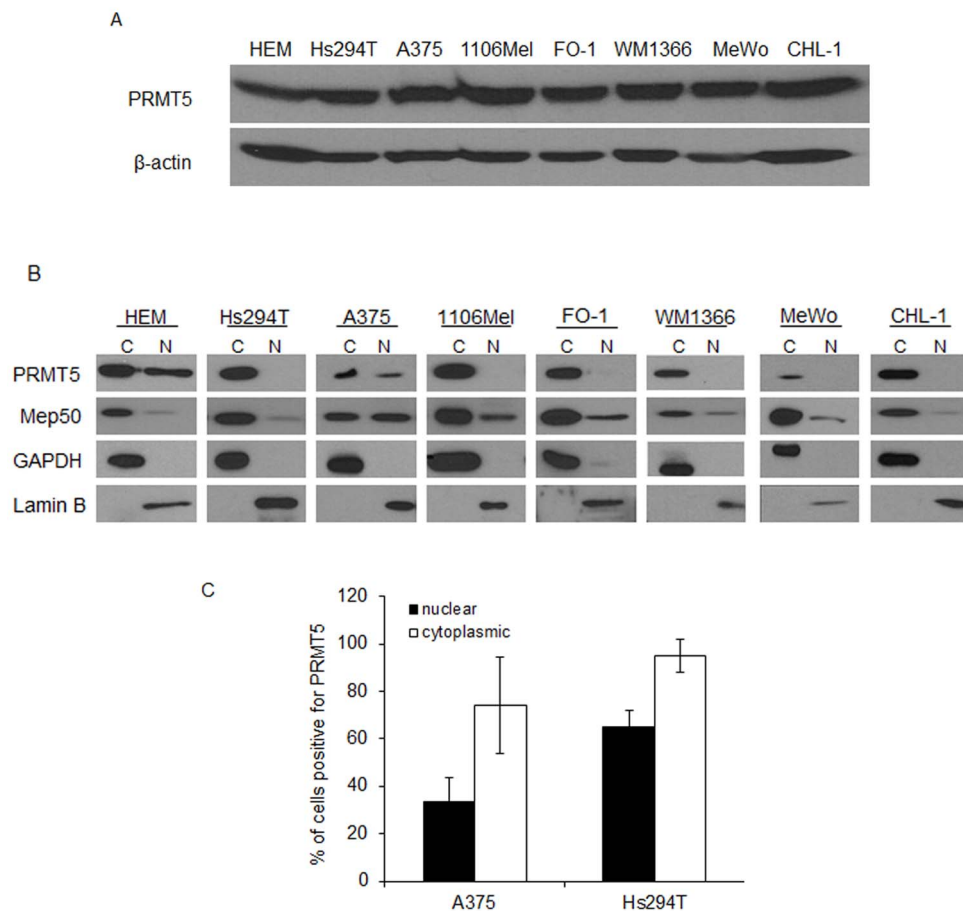 A
HEM Hs294T A375 1106Mel FO-1 WM1366 MeWo CHL-1
PRMT5
β-actin
B
HEM Hs294T A375 1106Mel FO-1 WM1366 MeWo CHL-1
C N C N C N C N C N C N C N C N
PRMT5
Mep50
GAPDH
Lamin B
C
% of cells positive for PRMT5
120
100
80
60
40
20
0
nuclear
cytoplasmic
A375 Hs294T